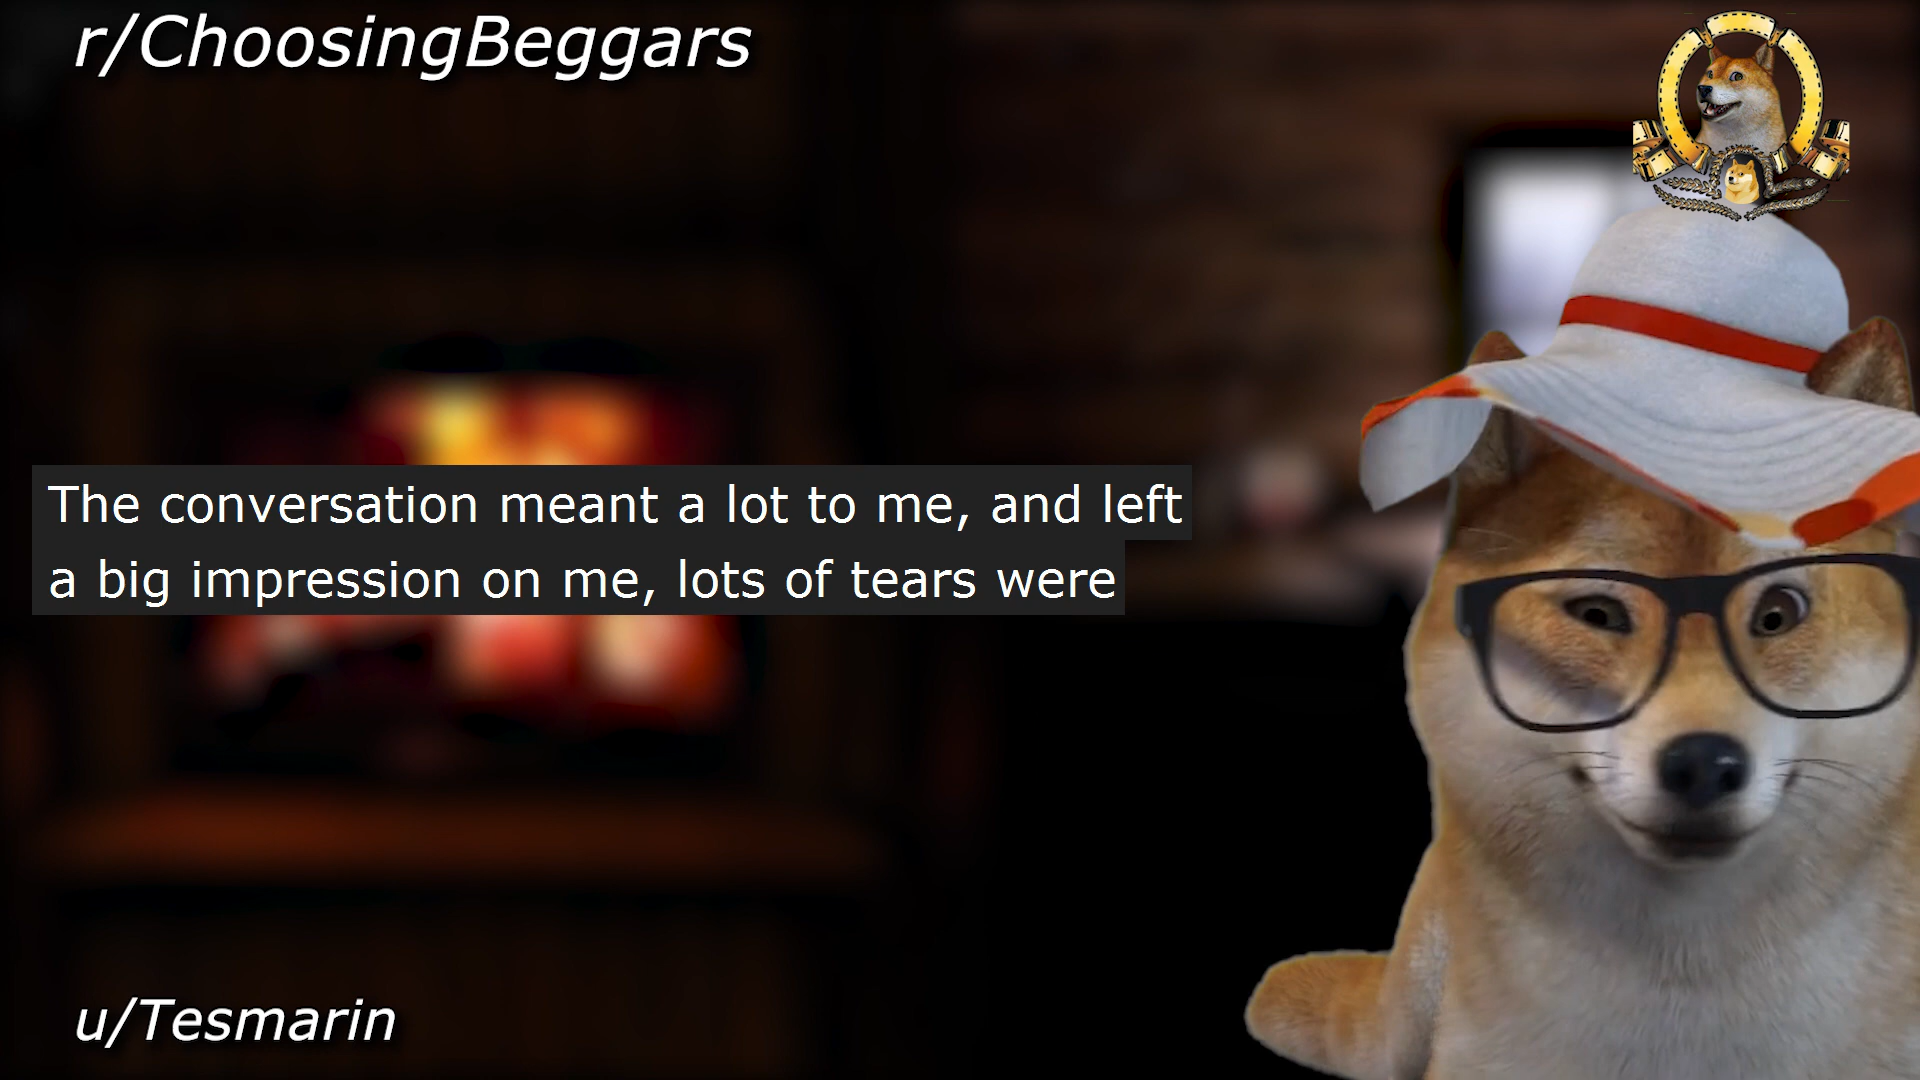 r/ChoosingBeggars
The conversation meant a lot to me, and left
a big impression on me, lots of tears were
u/Tesmarin